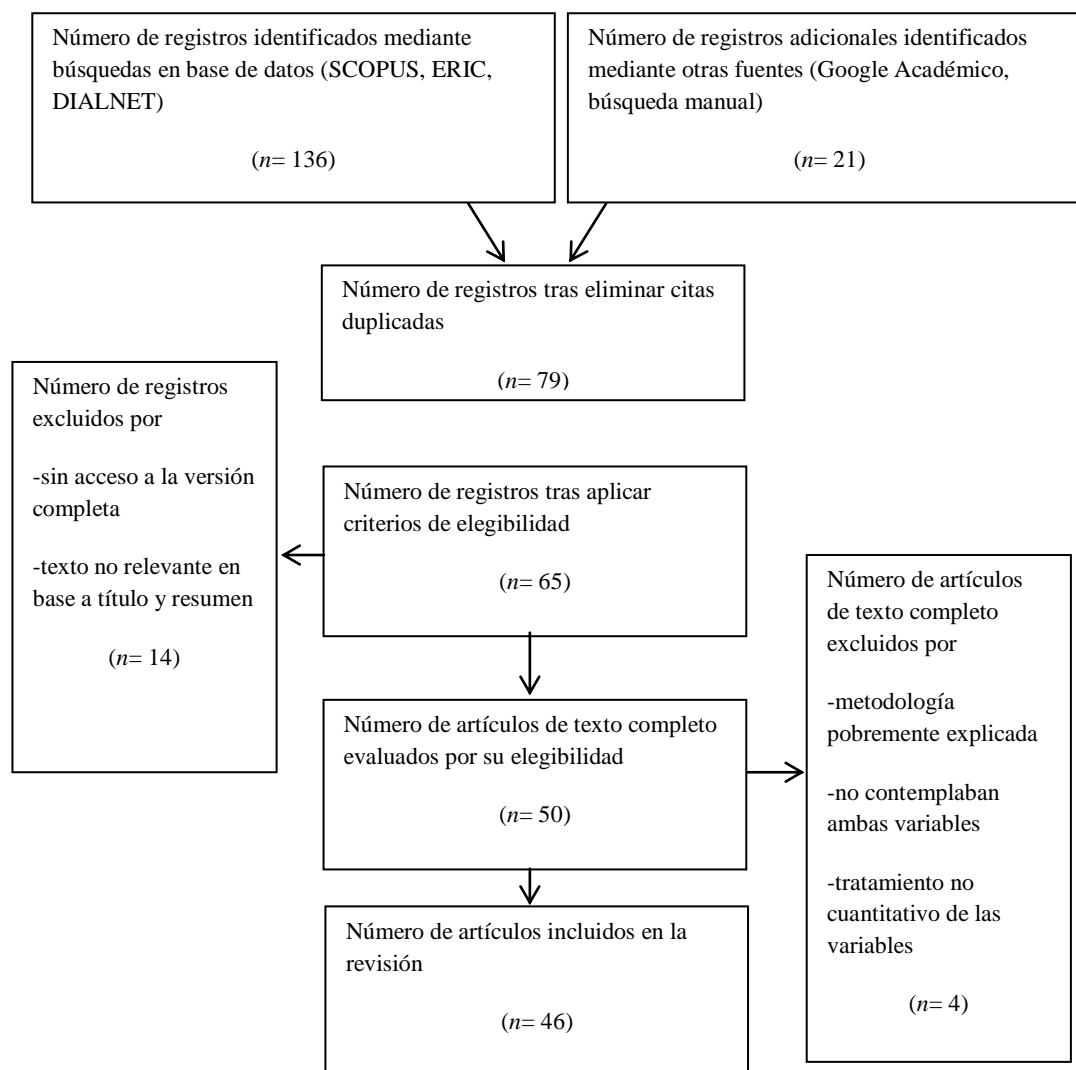 Número de registros identificados mediante
búsquedas en base de datos (SCOPUS, ERIC,
DIALNET)
(n= 136)
Número de registros adicionales identificados
mediante otras fuentes (Google Académico,
búsqueda manual)
(n= 21)
Número de registros tras eliminar citas
duplicadas
(n= 79)
Número de registros
excluidos por
-sin acceso a la versión
completa
-texto no relevante en
base a título y resumen
(n= 14)
Número de registros tras aplicar
criterios de elegibilidad
(n= 65)
Número de artículos de texto completo
evaluados por su elegibilidad
(n= 50)
Número de artículos
de texto completo
excluidos por
-metodología
pobremente explicada
-no contemplaban
ambas variables
-tratamiento no
cuantitativo de las
variables
(n= 4)
Número de artículos incluidos en la
revisión
(n= 46)